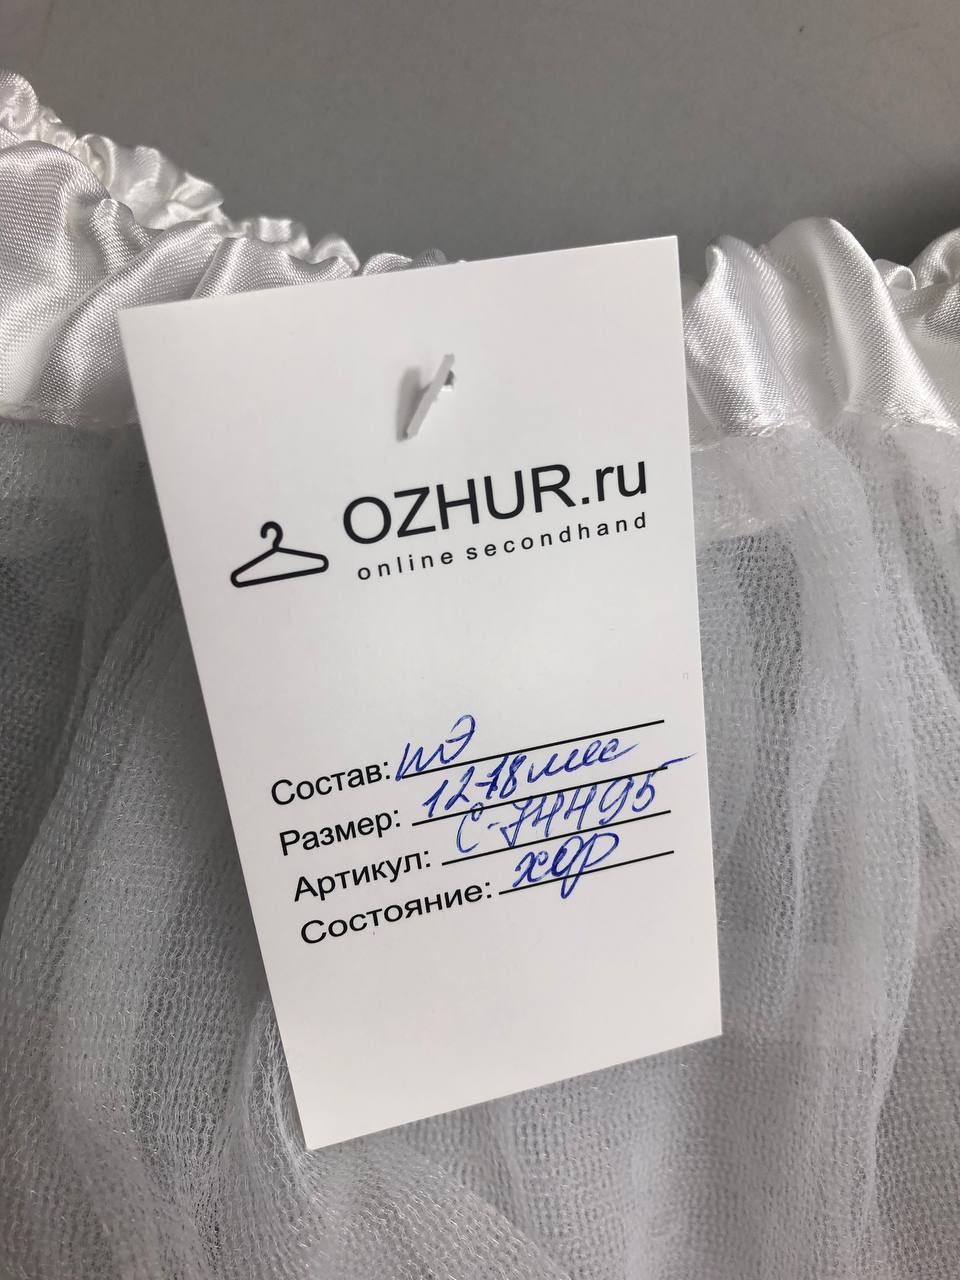 OZHUR.ru
online secondhand
Состав: пэ
Размер: 12-18 мес
Артикул: С-74495
Состояние: хор